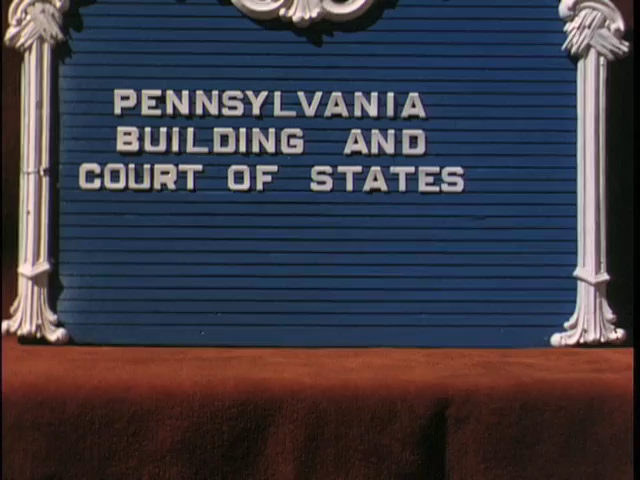 PENNSYLVANIA
BUILDING AND
COURT OF STATES